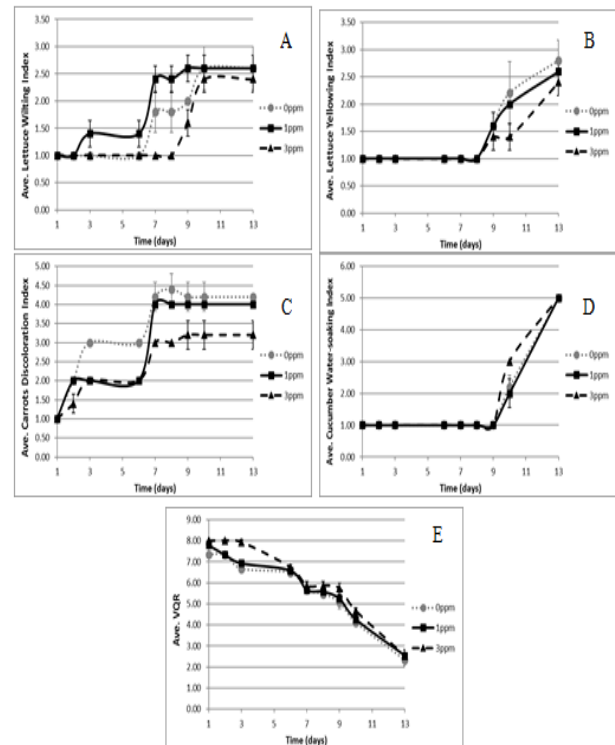 A
Ave. Lettuce Wilting Index
3.50
3.00
2.50
2.00
1.50
1.00
0.50
0.00
1 3 5 7 9 11 13
Time (days)
0ppm
1ppm
3ppm
B
Ave. Lettuce Yellowing Index
3.50
3.00
2.50
2.00
1.50
1.00
0.50
0.00
1 3 5 7 9 11 13
Time (days)
0ppm
1ppm
3ppm
C
Ave. Carrots Discoloration Index
5.00
4.50
4.00
3.50
3.00
2.50
2.00
1.50
1.00
0.50
0.00
1 3 5 7 9 11 13
Time (days)
0ppm
1ppm
3ppm
D
Ave. Cucumber Water-soaking Index
6.00
5.00
4.00
3.00
2.00
1.00
0.00
1 3 5 7 9 11 13
Time (days)
0ppm
1ppm
3ppm
E
Ave. VQR
9.00
8.00
7.00
6.00
5.00
4.00
3.00
2.00
1.00
0.00
1 3 5 7 9 11 13
Time (days)
0ppm
1ppm
3ppm